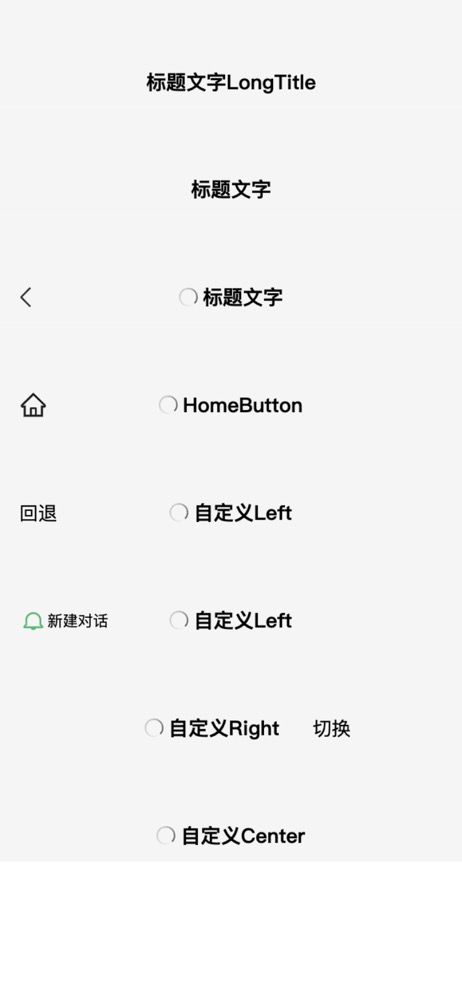 标题文字LongTitle
标题文字
标题文字
HomeButton
回退 自定义Left
新建对话 自定义Left
自定义Right 切换
自定义Center